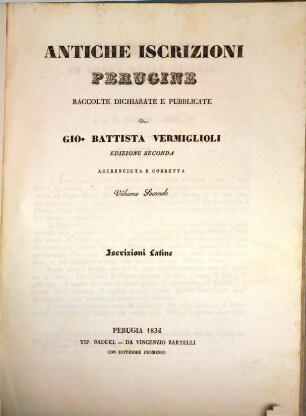 ANTICHE ISCRIZIONI
PERUGINE
RACCOLTE DICHIARATE E PUBBLICATE
DA
GIO. BATTISTA VERMIGLIOLI
EDIZIONE SECONDA
ACCRESCIUTA E CORRETTA
Volume Secondo
Iscrizioni Latine
PERUGIA 1834
TIP. BADUEL — DA VINCENZIO BARTELLI
CON SUPERIORE PERMESSO